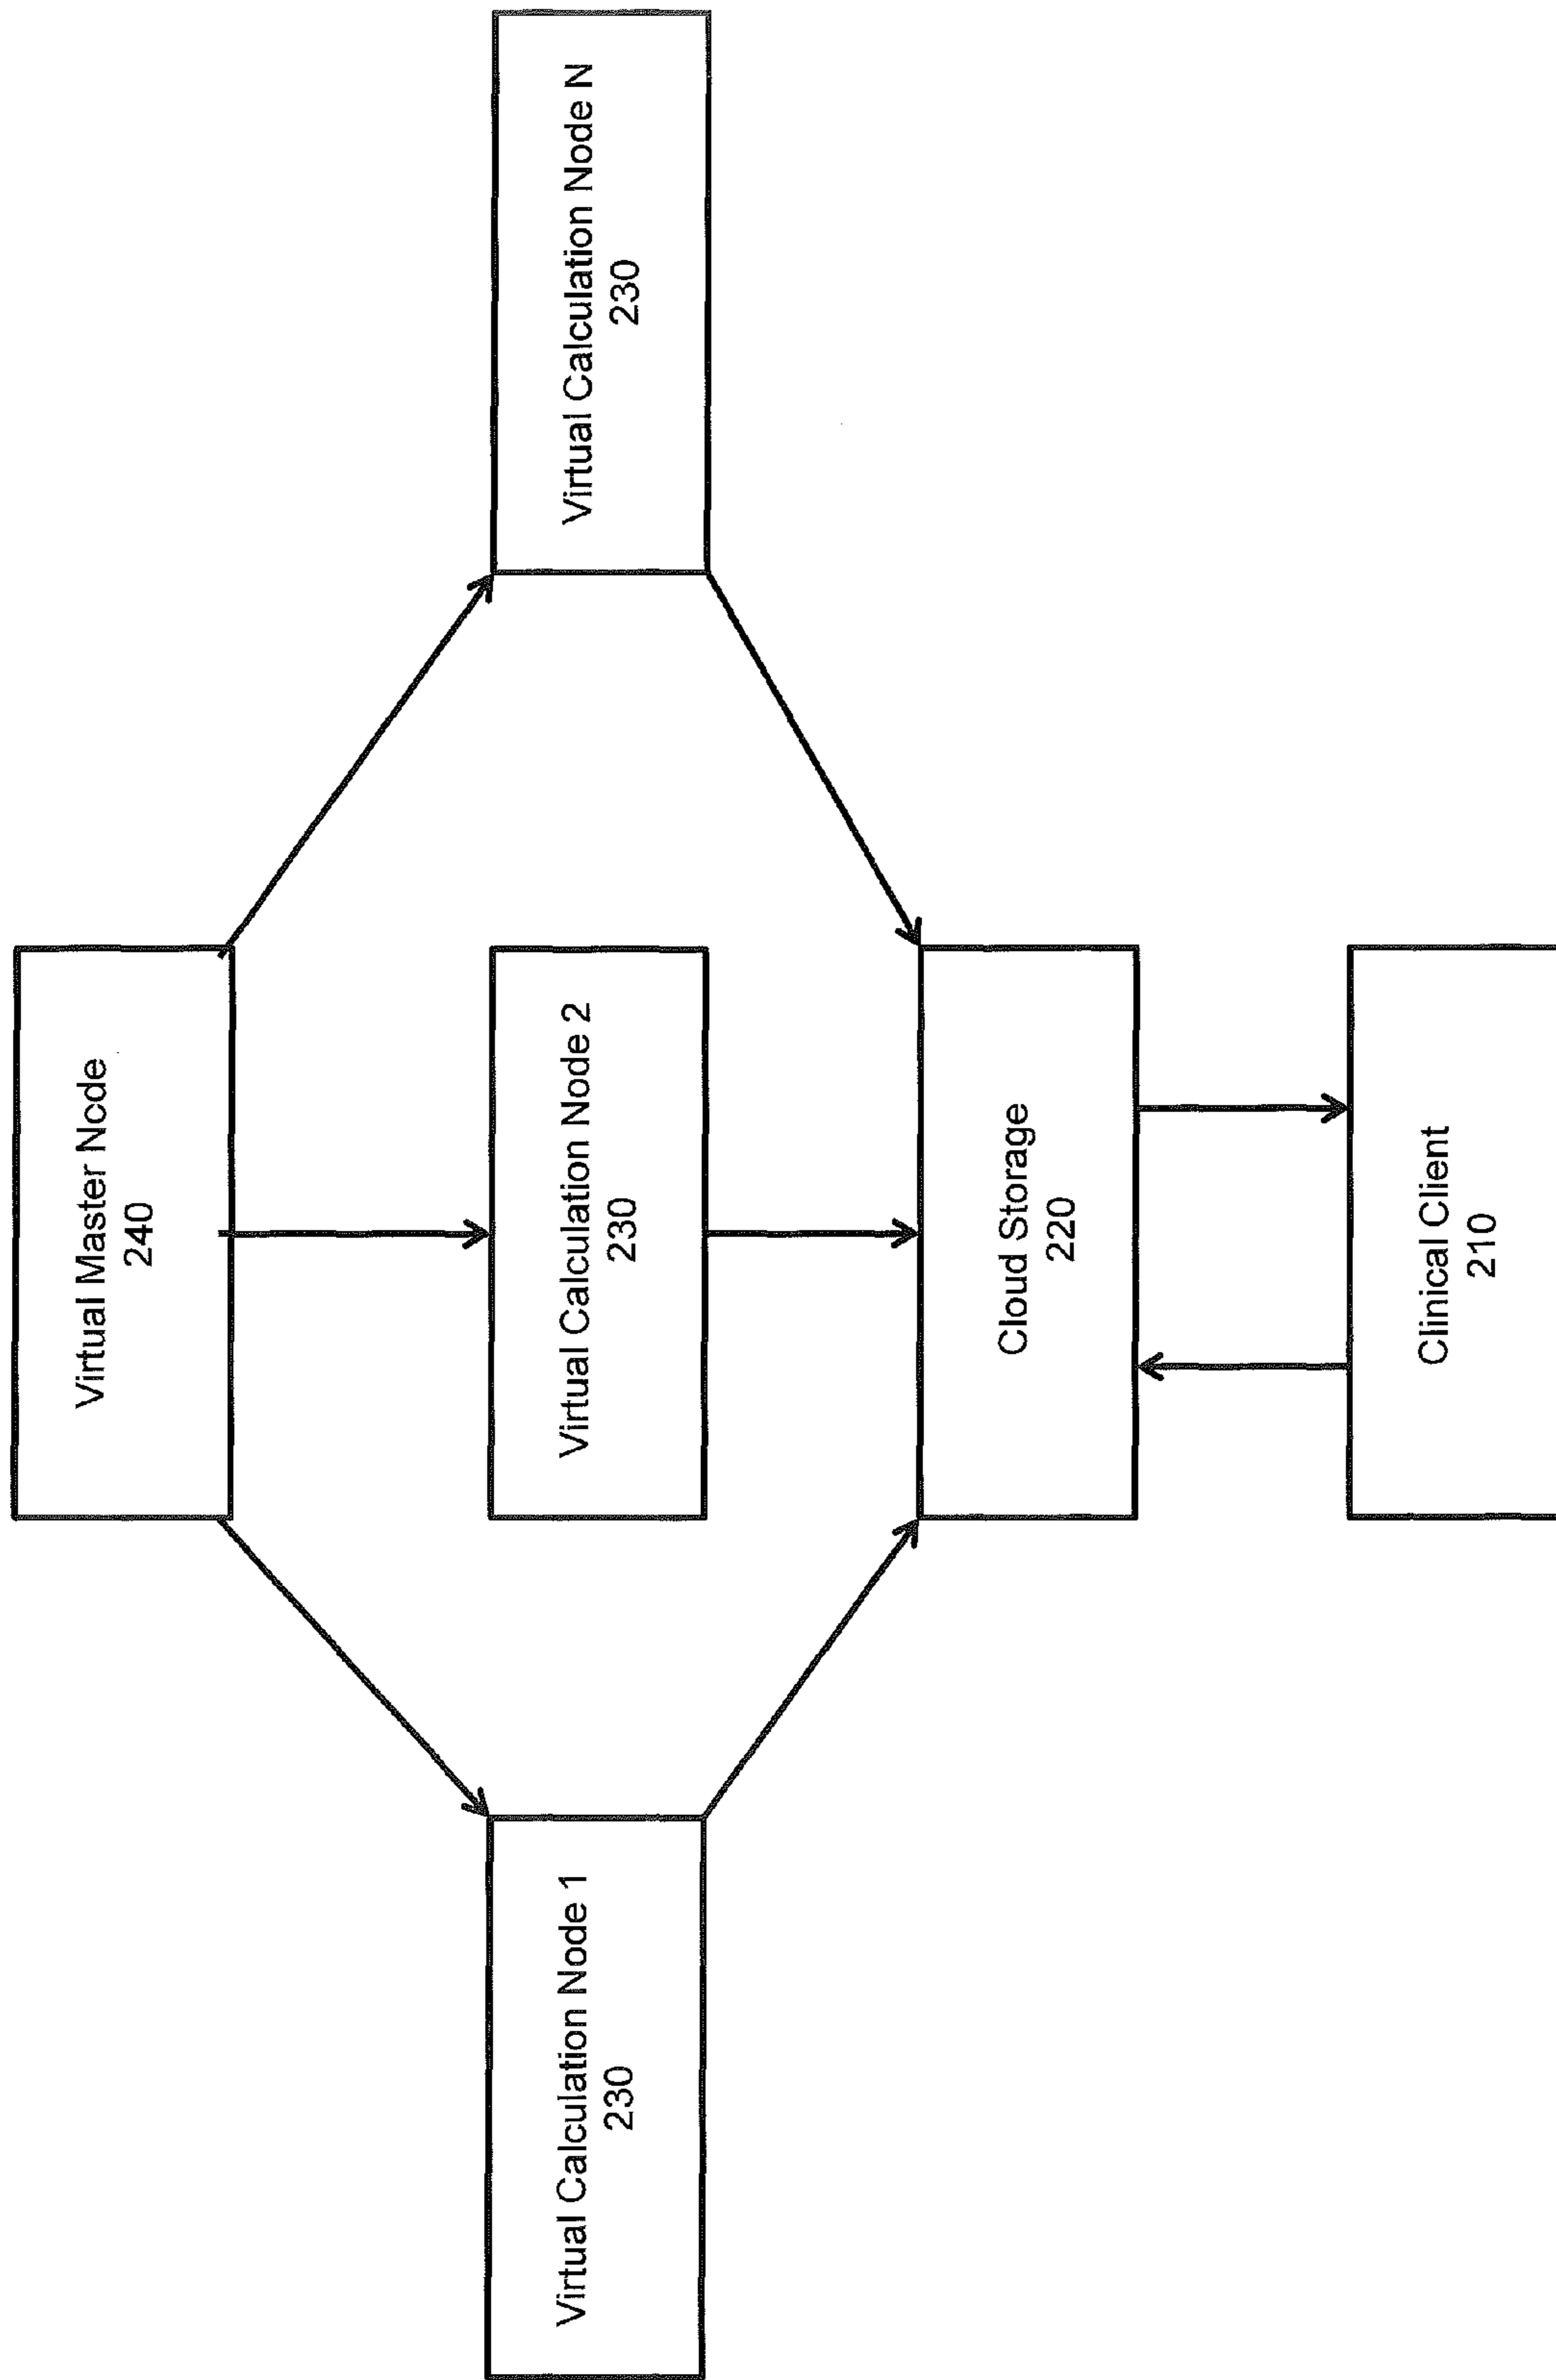 Virtual Master Node
240
Virtual Calculation Node 1
230
Virtual Calculation Node 2
230
Virtual Calculation Node N
230
Cloud Storage
220
Clinical Client
210